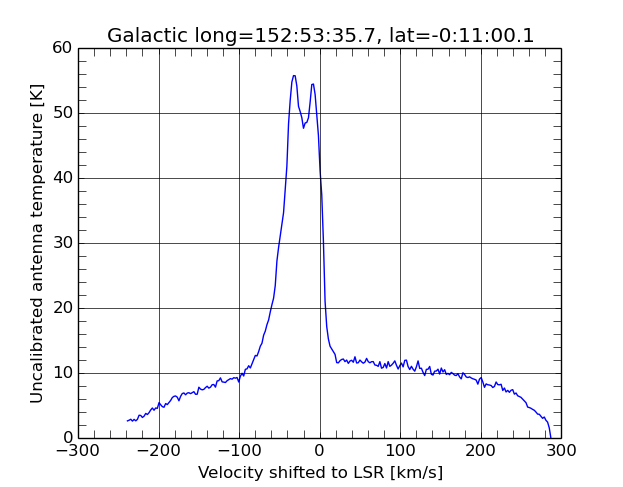 Galactic long=152:53:35.7, lat=-0:11:00.1
Uncalibrated antenna temperature [K]
60
50
40
30
20
10
0
−300 −200 −100 0 100 200 300
Velocity shifted to LSR [km/s]